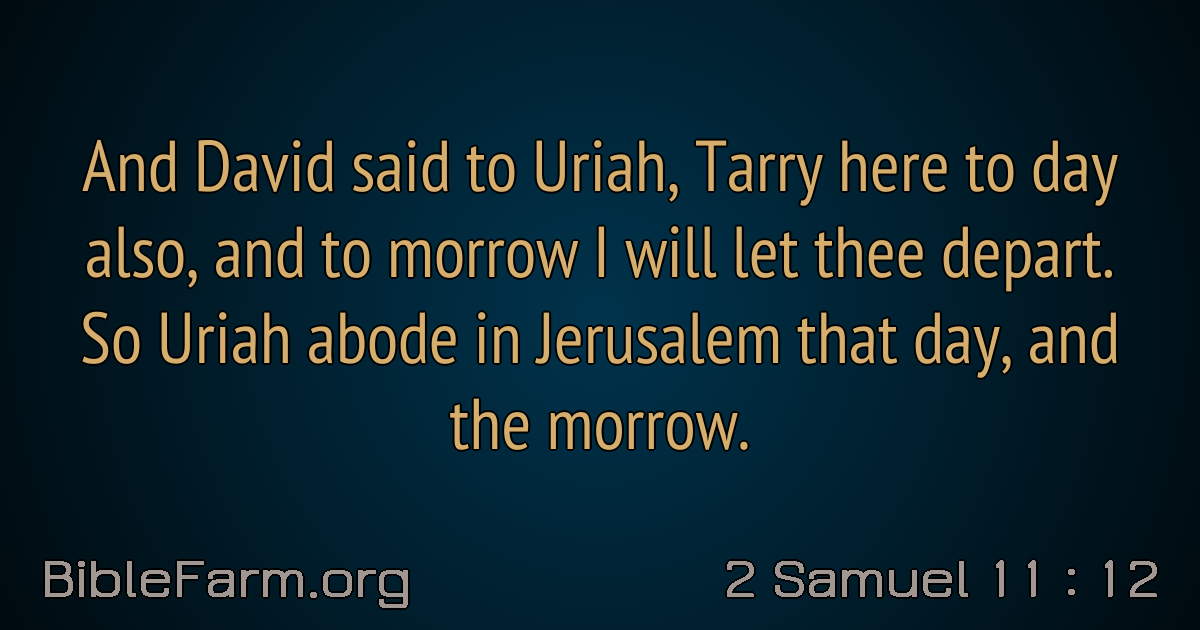 And David said to Uriah, Tarry here to day
also, and to morrow I will let thee depart.
So Uriah abode in Jerusalem that day, and
the morrow.
BibleFarm.org
2 Samuel 11 : 12